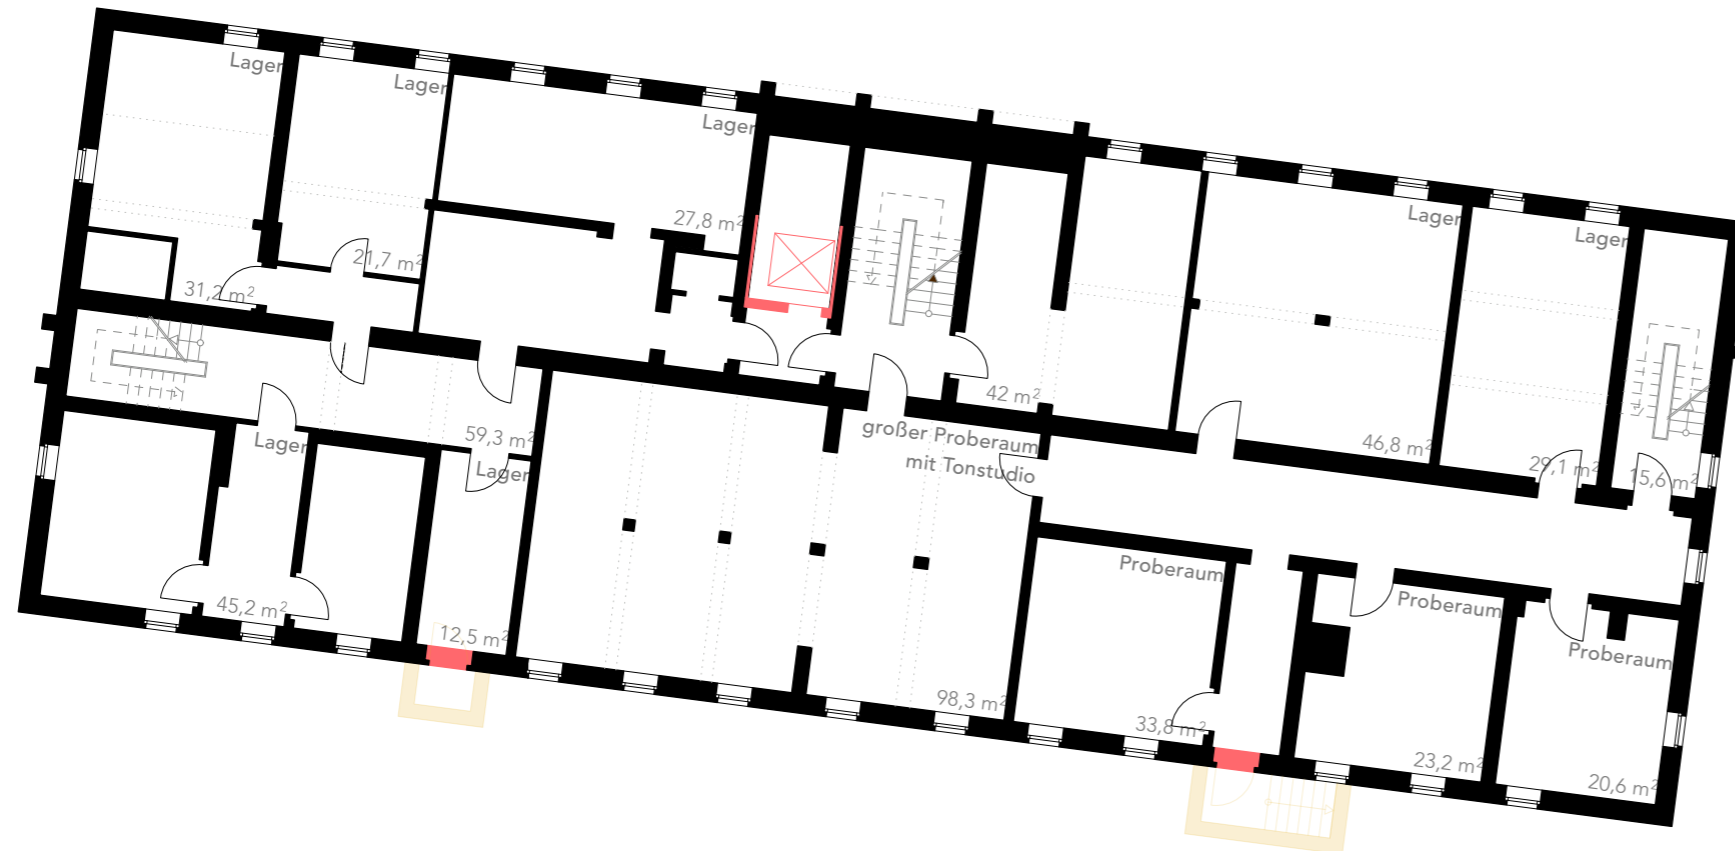 Lager
Lager
Lager
Lager
Lager
27,8 m²
21,7 m²
31,2 m²
42 m²
46,8 m²
29,1 m²
15,6 m²
59,3 m²
Lager
Lager
großer Proberaum
mit Tonstudio
Proberaum
Proberaum
Proberaum
45,2 m²
12,5 m²
98,3 m²
33,8 m²
23,2 m²
20,6 m²